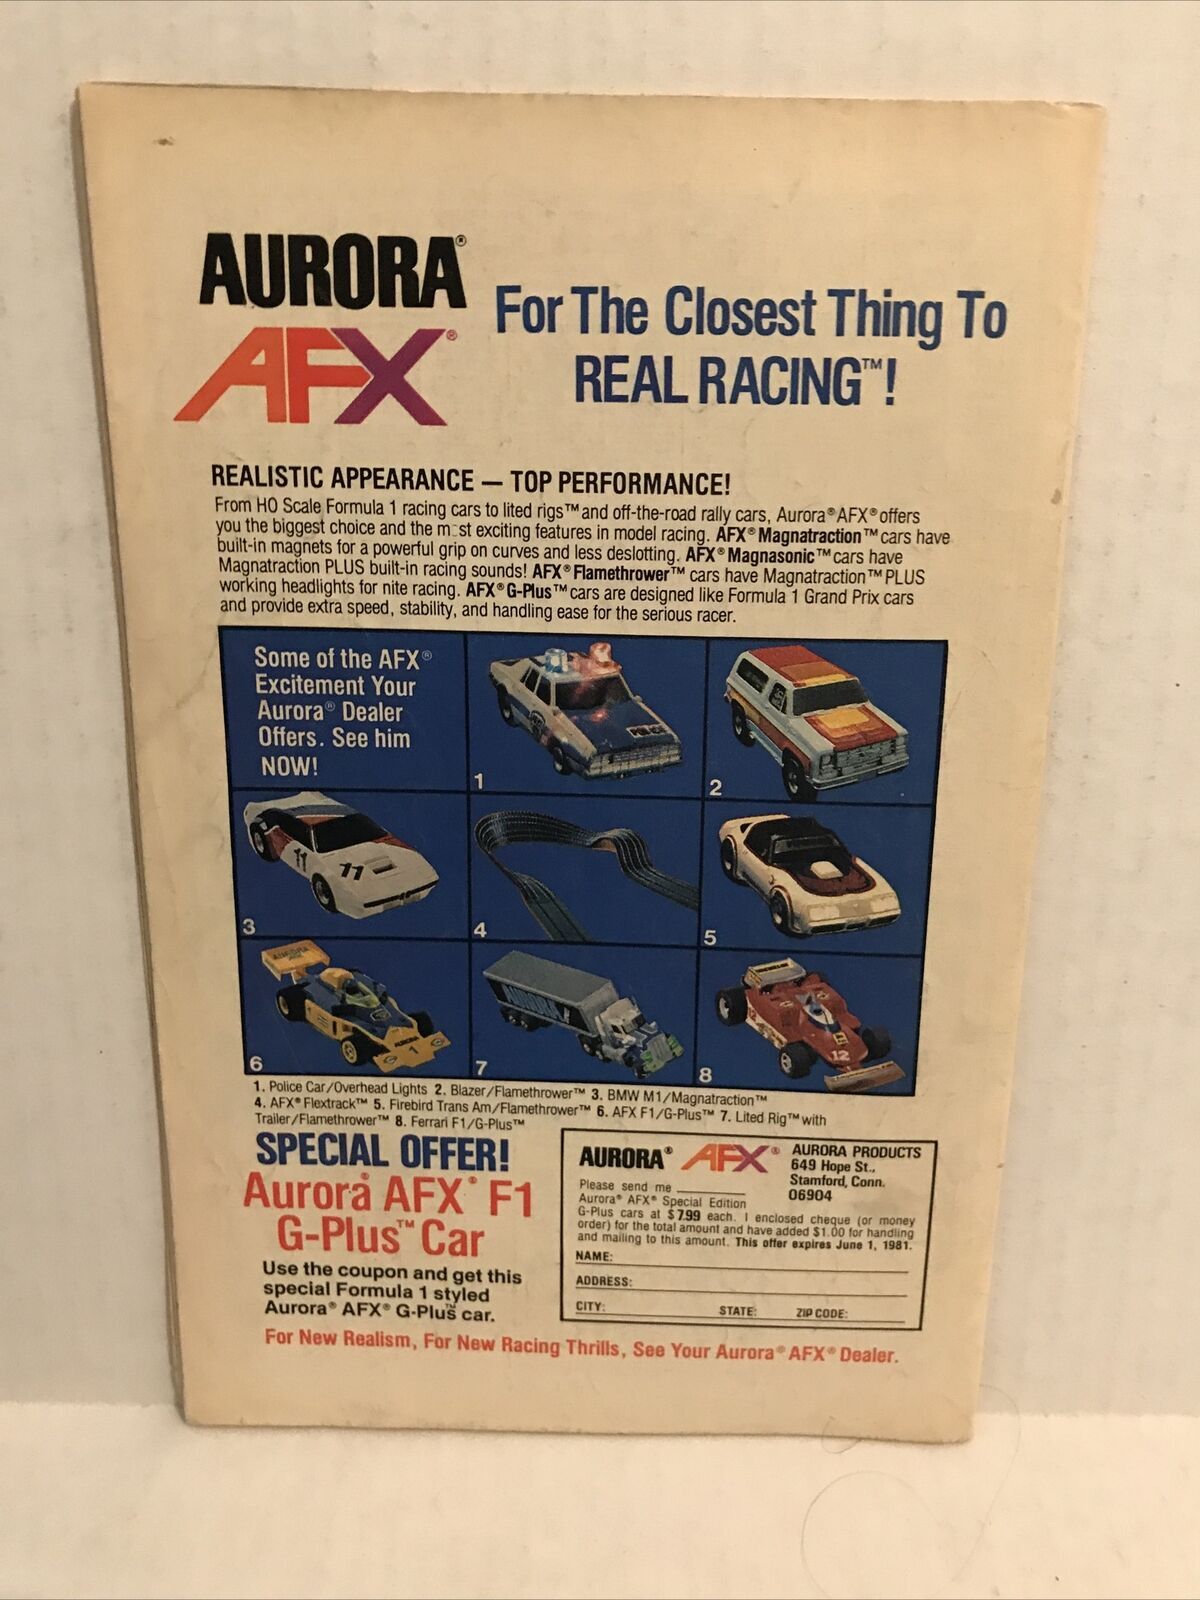 AURORA®
AFX®
For The Closest Thing To
REAL RACING™!
REALISTIC APPEARANCE — TOP PERFORMANCE!
From HO Scale Formula 1 racing cars to lited rigs™ and off-the-road rally cars, Aurora® AFX® offers
you the biggest choice and the most exciting features in model racing. AFX® Magnatraction™ cars have
built-in magnets for a powerful grip on curves and less deslotting. AFX® Magnasonic™ cars have
Magnatraction PLUS built-in racing sounds! AFX® Flamethrower™ cars have Magnatraction™ PLUS
working headlights for nite racing. AFX® G-Plus™ cars are designed like Formula 1 Grand Prix cars
and provide extra speed, stability, and handling ease for the serious racer.
Some of the AFX®
Excitement Your
Aurora® Dealer
Offers. See him
NOW!
POLICE
1
2
11
11
3
4
5
AURORA
AURORA
1
6
AURORA
7
12
8
1. Police Car/Overhead Lights 2. Blazer/Flamethrower™ 3. BMW M1/Magnatraction™
4. AFX® Flextrack™ 5. Firebird Trans Am/Flamethrower™ 6. AFX F1/G-Plus™ 7. Lited Rig™ with
Trailer/Flamethrower™ 8. Ferrari F1/G-Plus™
SPECIAL OFFER!
Aurora® AFX® F1
G-Plus™ Car
Use the coupon and get this
special Formula 1 styled
Aurora® AFX® G-Plus™ car.
AURORA® AFX®
AURORA PRODUCTS
649 Hope St.,
Stamford, Conn.
06904
Please send me
Aurora® AFX® Special Edition
G-Plus cars at $7.99 each. I enclosed cheque (or money
order) for the total amount and have added $1.00 for handling
and mailing to this amount. This offer expires June 1, 1981.
NAME:
ADDRESS:
CITY: STATE: ZIP CODE:
For New Realism, For New Racing Thrills, See Your Aurora® AFX® Dealer.